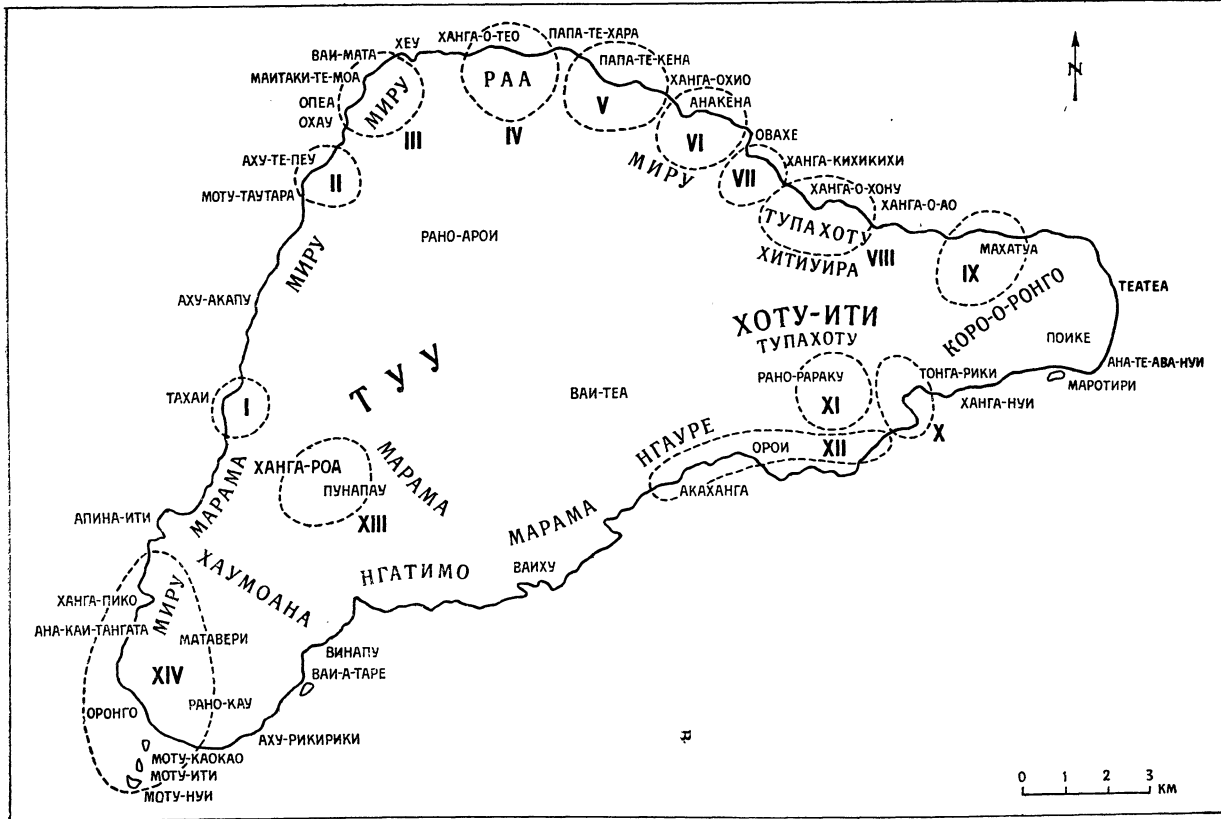 ХЕУ
ХАНГА-О-ТЕО
ПАПА-ТЕ-ХАРА
ВАИ-МАТА
ПАПА-ТЕ-КЕНА
МАИТАКИ-ТЕ-МОА
МИРУ
РАА
ХАНГА-ОХИО
ОПЕА
V
АНАКЕНА
ОХАУ
III
IV
VI
ОВАХЕ
АХУ-ТЕ-ПЕУ
II
МИРУ
VII
ХАНГА-КИХИКИХИ
МОТУ-ТАУТАРА
ХАНГА-О-ХОНУ
ХАНГА-О-АО
ТУПАХОТУ
РАНО-АРОИ
ХИТИУИРА
VIII
МАХАТУА
IX
МИРУ
КОРО-О-РОНГО
ТЕАТЕА
АХУ-АКАПУ
ХОТУ-ИТИ
ТУПАХОТУ
ПОИКЕ
ТУУ
РАНО-РАРАКУ
ТОНГА-РИКИ
АНА-ТЕ-АВА-НУИ
МАРОТИРИ
ТАХАИ
I
ВАИ-ТЕА
XI
ХАНГА-НУИ
X
НГАУРЕ
ОРОИ
XII
МАРАМА
ХАНГА-РОА
МАРАМА
ПУНАПАУ
АКАХАНГА
АПИНА-ИТИ
XIII
МАРАМА
ХАУМОАНА
НГАТИМО
ВАИХУ
ХАНГА-ПИКО
МИРУ
АНА-КАИ-ТАНГАТА
МАТАВЕРИ
ВИНАПУ
XIV
ВАИ-А-ТАРЕ
РАНО-КАУ
ОРОНГО
АХУ-РИКИРИКИ
МОТУ-КАОКАО
МОТУ-ИТИ
МОТУ-НУИ
N
0 1 2 3
КМ